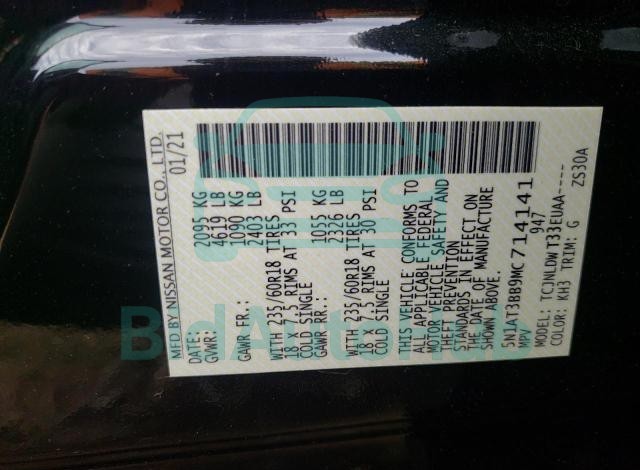 MFD BY NISSAN MOTOR CO., LTD.
DATE: 01/21
GVWR: 2095 KG
4619 LB
GAWR FR.: 1090 KG
2403 LB
WITH 235/60R18 TIRES
18 X 7.5 RIMS AT 33 PSI
COLD SINGLE
GAWR RR.: 1055 KG
2326 LB
WITH 235/60R18 TIRES
18 X 7.5 RIMS AT 30 PSI
COLD SINGLE
THIS VEHICLE CONFORMS TO
ALL APPLICABLE FEDERAL
MOTOR VEHICLE SAFETY AND
THEFT PREVENTION
STANDARDS IN EFFECT ON
THE DATE OF MANUFACTURE
SHOWN ABOVE.
5N1AT3BB9MC714141
MPV 947
MODEL: TCJNLDWT33EUAA----
COLOR: KH3 TRIM: G ZS30A